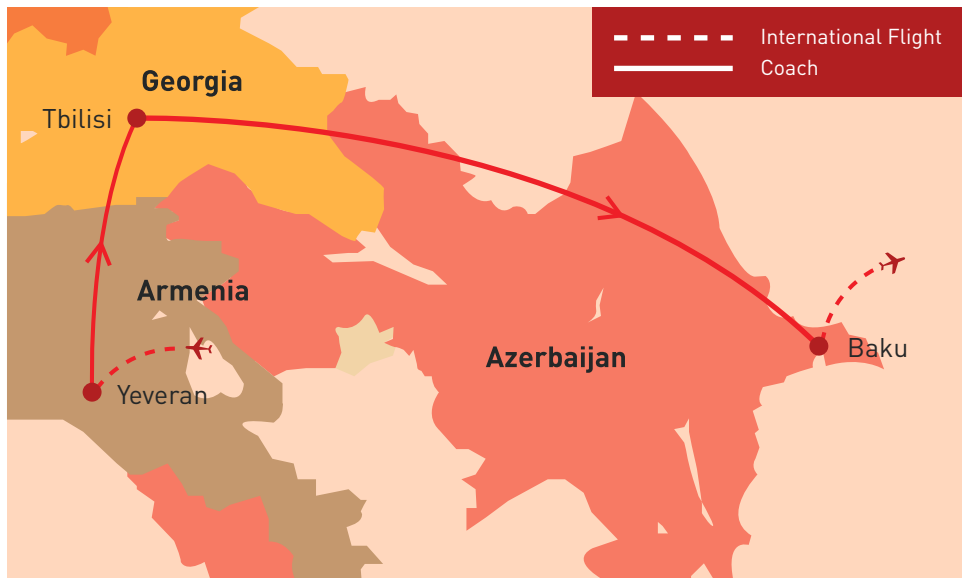 International Flight
Coach
Georgia
Tbilisi
Armenia
Azerbaijan
Baku
Yeveran